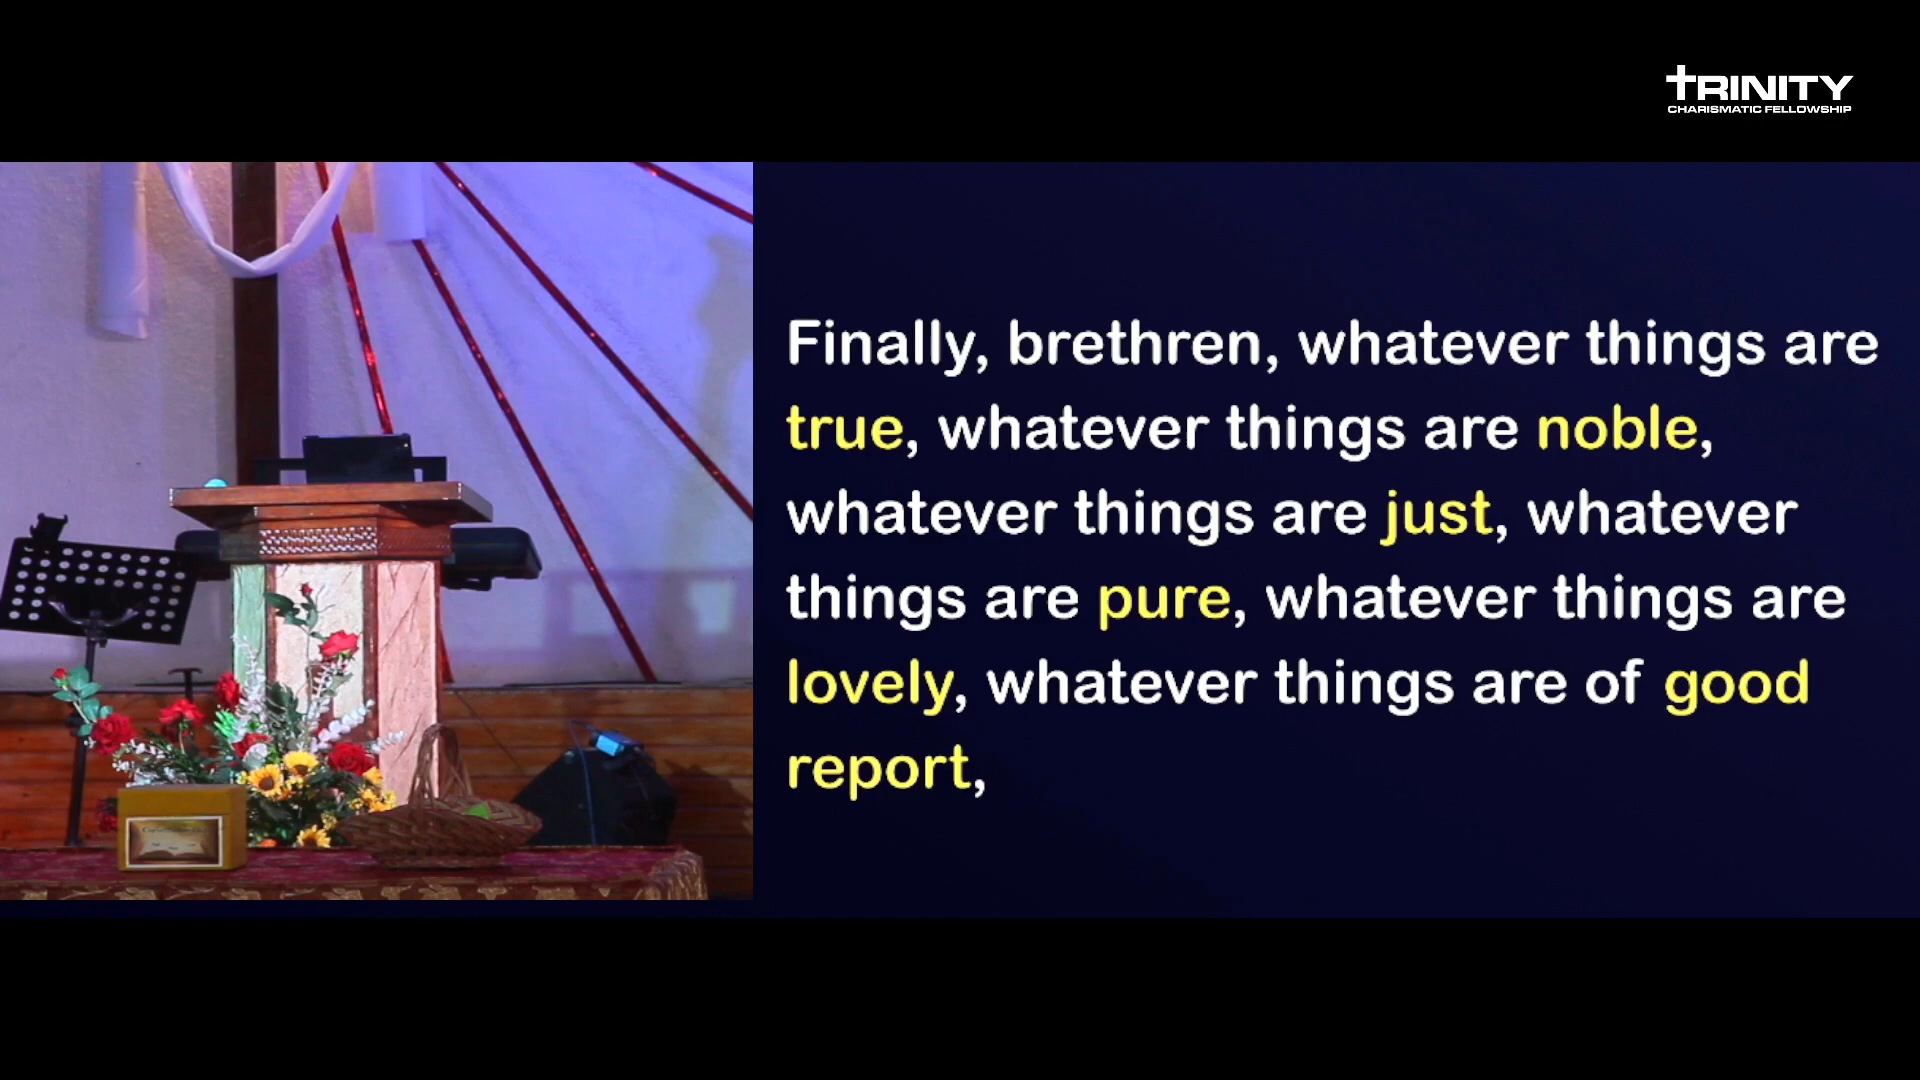 TRINITY
CHARISMATIC FELLOWSHIP
Finally, brethren, whatever things are
true, whatever things are noble,
whatever things are just, whatever
things are pure, whatever things are
lovely, whatever things are of good
report,